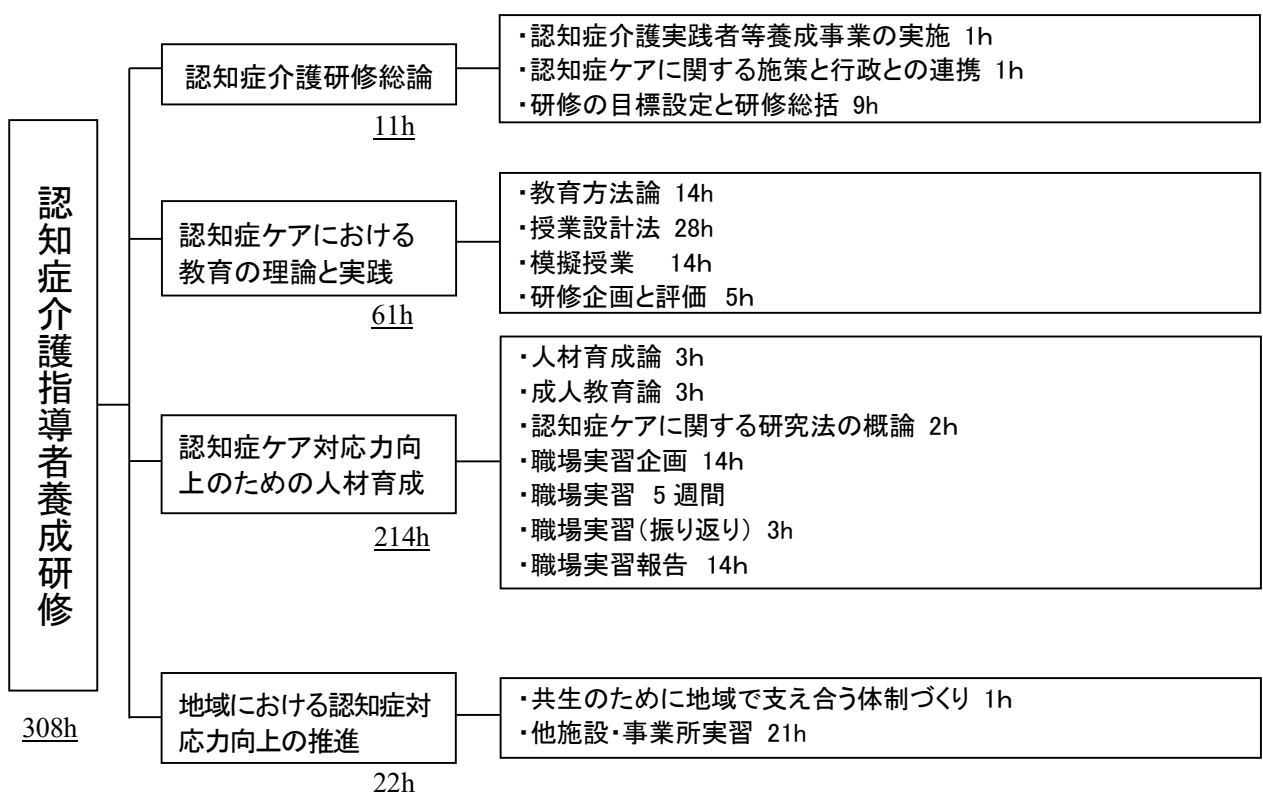 認知症介護指導者養成研修
308h
認知症介護研修総論
11h
・認知症介護実践者等養成事業の実施 1h
・認知症ケアに関する施策と行政との連携 1h
・研修の目標設定と研修総括 9h
認知症ケアにおける
教育の理論と実践
61h
・教育方法論 14h
・授業設計法 28h
・模擬授業 14h
・研修企画と評価 5h
認知症ケア対応力向
上のための人材育成
214h
・人材育成論 3h
・成人教育論 3h
・認知症ケアに関する研究法の概論 2h
・職場実習企画 14h
・職場実習 5週間
・職場実習(振り返り) 3h
・職場実習報告 14h
地域における認知症対
応力向上の推進
22h
・共生のために地域で支え合う体制づくり 1h
・他施設・事業所実習 21h